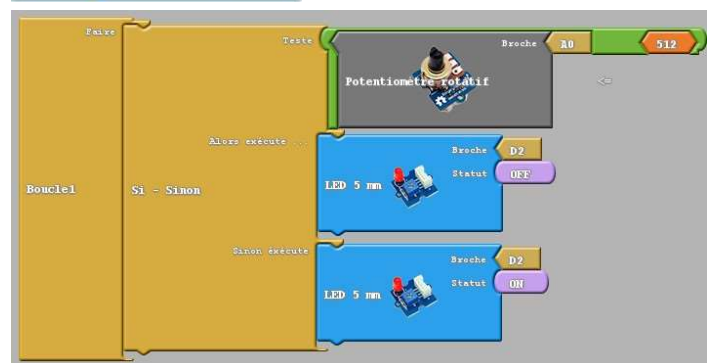 Faire
Teste
Broche A0 512
Potentiomètre rotatif
<=
Alors exécute ...
Broche D2
Boucle1 Si - Sinon LED 5 mm Statut OFF
Sinon éxécute
Broche D2
LED 5 mm Statut ON